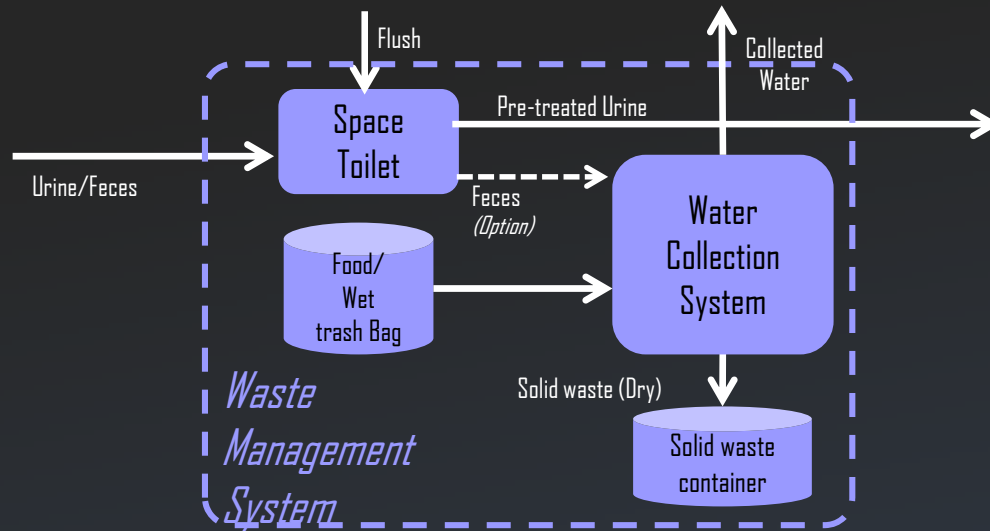 Flush
Collected
Water
Space
Toilet
Pre-treated Urine
Urine/Feces
Feces
(Option)
Water
Collection
System
Food/
Wet
trash Bag
Solid waste (Dry)
Waste
Management
System
Solid waste
container